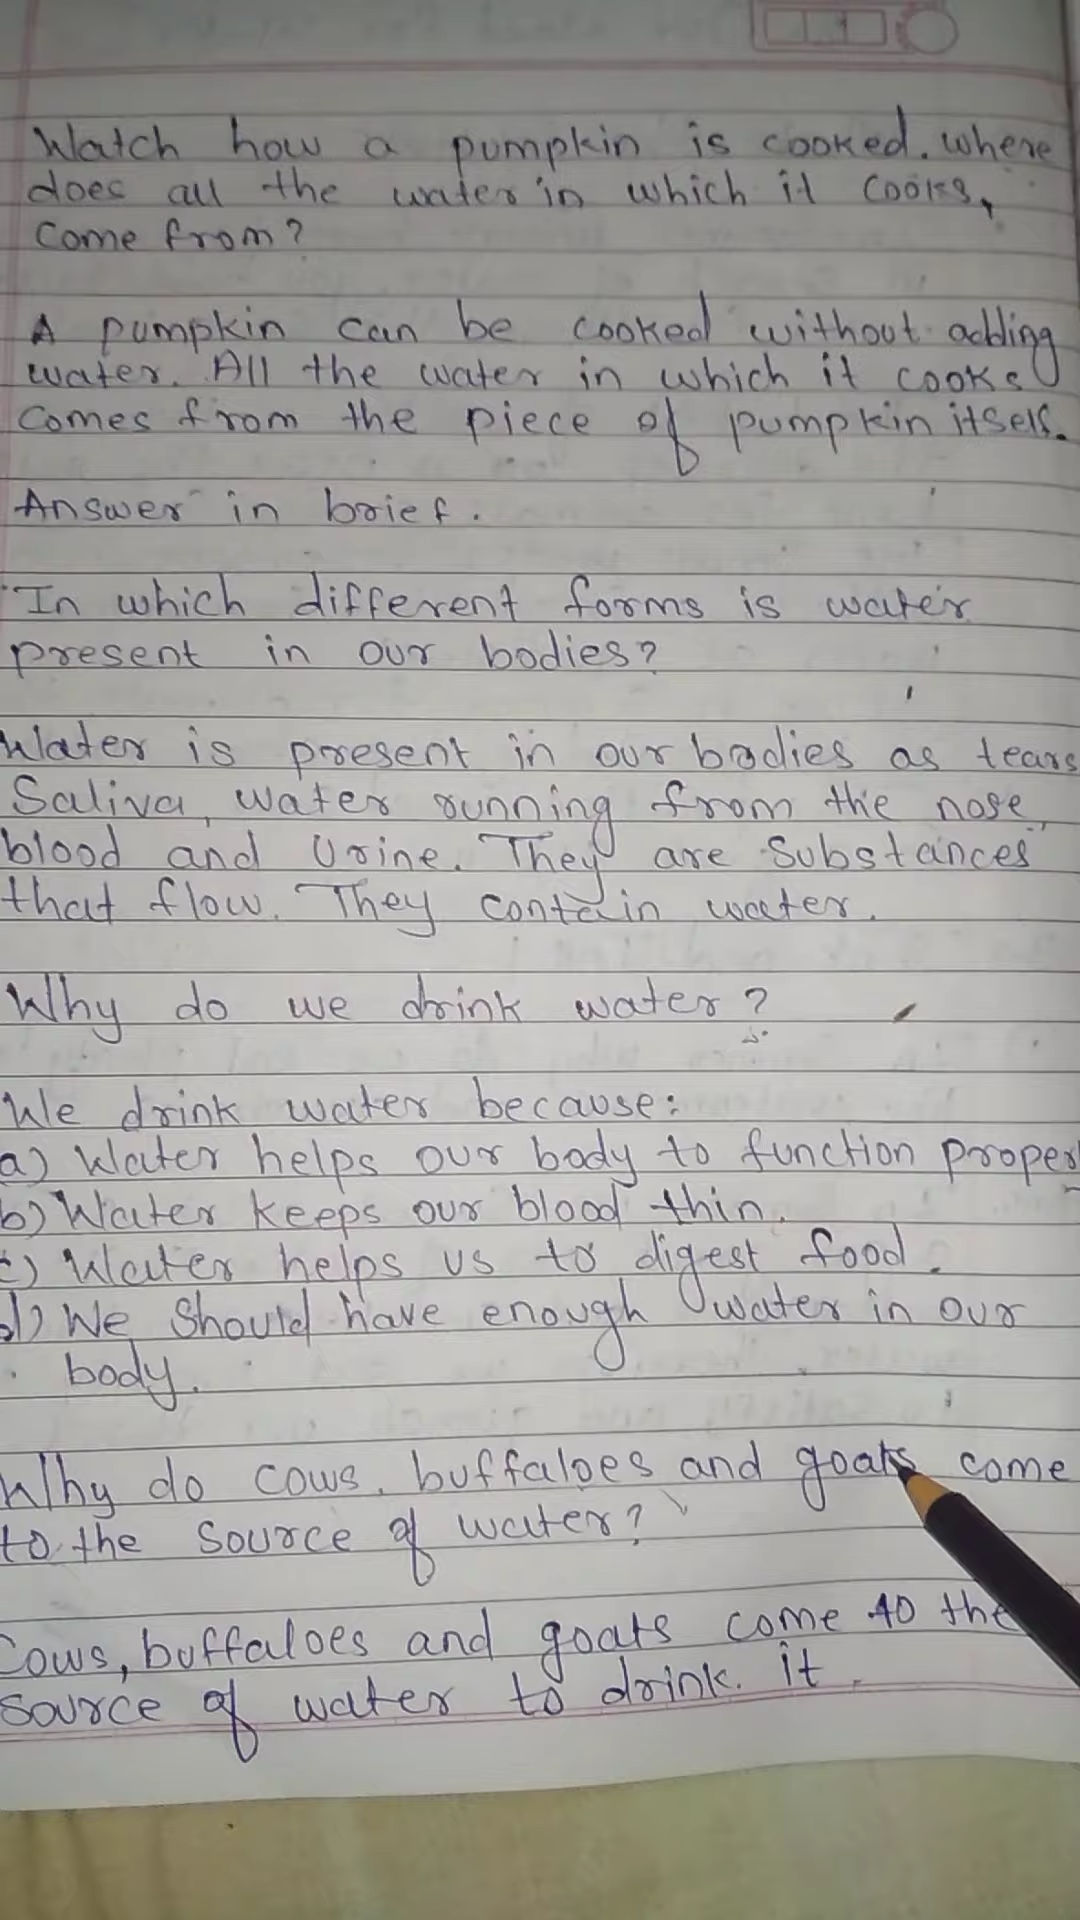 Watch how a pumpkin is cooked. where
does all the water in which it cooks,
Come from?
A pumpkin can be cooked without adding
water. All the water in which it cooks
comes from the piece of pumpkin itself.
Answer in brief.
In which different forms is water
present in our bodies?
Water is present in our bodies as tears
Saliva, water running from the nose,
blood and Urine. They are substances
that flow. They contain water.
Why do we drink water?
We drink water because:
a) Water helps our body to function proper
b) Water keeps our blood thin.
c) Water helps us to digest food.
d) We should have enough water in our
body.
Why do cows, buffaloes and goats come
to the source of water?
Cows, buffaloes and goats come to the
source of water to drink it.